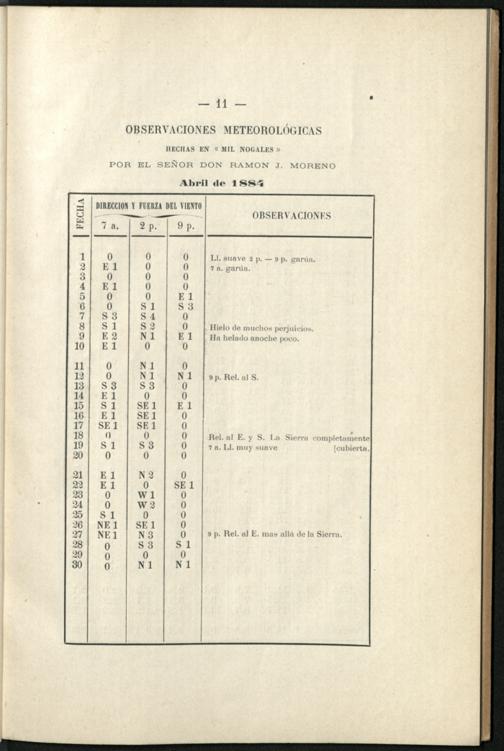 — 11 —
OBSERVACIONES METEOROLÓGICAS
HECHAS EN « MIL NOGALES »
POR EL SEÑOR DON RAMON J. MORENO
Abril de 1884
FECHA DIRECCION Y FUERZA DEL VIENTO OBSERVACIONES
7 a. 2 p. 9 p.
1 0 0 0 Ll. suave 2 p. — 9 p. garúa.
2 E 1 0 0 7 a. garúa.
3 0 0 0
4 E 1 0 0
5 0 0 E 1
6 0 S 1 S 3
7 S 3 S 4 0
8 S 1 S 2 0 Hielo de muchos perjuicios.
9 E 2 N 1 E 1 Ha helado anoche poco.
10 E 1 0 0
11 0 N 1 0
12 0 N 1 N 1 9 p. Rel. al S.
13 S 3 S 3 0
14 E 1 0 0
15 S 1 SE 1 E 1
16 E 1 SE 1 0
17 SE 1 SE 1 0
18 0 0 0 Rel. al E. y S. La Sierra completamente
19 S 1 S 3 0 7 a. Ll. muy suave [cubierta.
20 0 0 0
21 E 1 N 2 0
22 E 1 0 SE 1
23 0 W 1 0
24 0 W 2 0
25 S 1 0 0
26 NE 1 SE 1 0
27 NE 1 N 3 0 9 p. Rel. al E. mas allá de la Sierra.
28 0 S 3 S 1
29 0 0 0
30 0 N 1 N 1